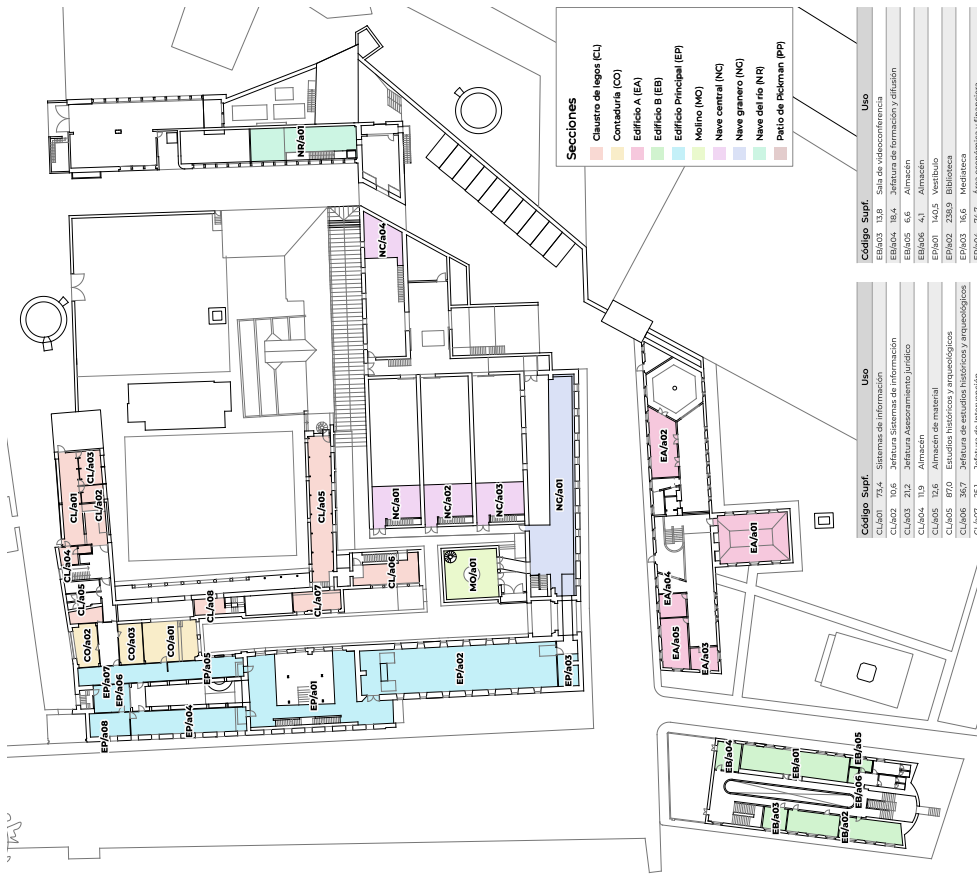 Secciones
Claustro de legos (CL)
Contaduría (CO)
Edificio A (EA)
Edificio B (EB)
Edificio Principal (EP)
Molino (MO)
Nave central (NC)
Nave granero (NG)
Nave del río (NR)
Patio de Pickman (PP)
CL/a01
CL/a02
CL/a03
CL/a04
CL/a05
CL/a05
CL/a06
CL/a07
CL/a08
CO/a01
CO/a02
CO/a03
EP/a01
EP/a02
EP/a03
EP/a04
EP/a05
EP/a06
EP/a07
EP/a08
MO/a01
NC/a01
NC/a02
NC/a03
NC/a04
NG/a01
NR/a01
EA/a01
EA/a02
EA/a03
EA/a04
EA/a05
EB/a01
EB/a02
EB/a03
EB/a04
EB/a05
EB/a06
Código Supf. Uso
CL/a01 73,4 Sistemas de información
CL/a02 10,6 Jefatura Sistemas de información
CL/a03 21,2 Jefatura Asesoramiento jurídico
CL/a04 11,9 Almacén
CL/a05 12,6 Almacén de material
CL/a05 87,0 Estudios históricos y arqueológicos
CL/a06 36,7 Jefatura de estudios históricos y arqueológicos
Código Supf. Uso
EB/a03 13,8 Sala de videoconferencia
EB/a04 18,4 Jefatura de formación y difusión
EB/a05 6,6 Almacén
EB/a06 4,1 Almacén
EP/a01 140,5 Vestíbulo
EP/a02 238,9 Biblioteca
EP/a03 16,6 Mediateca